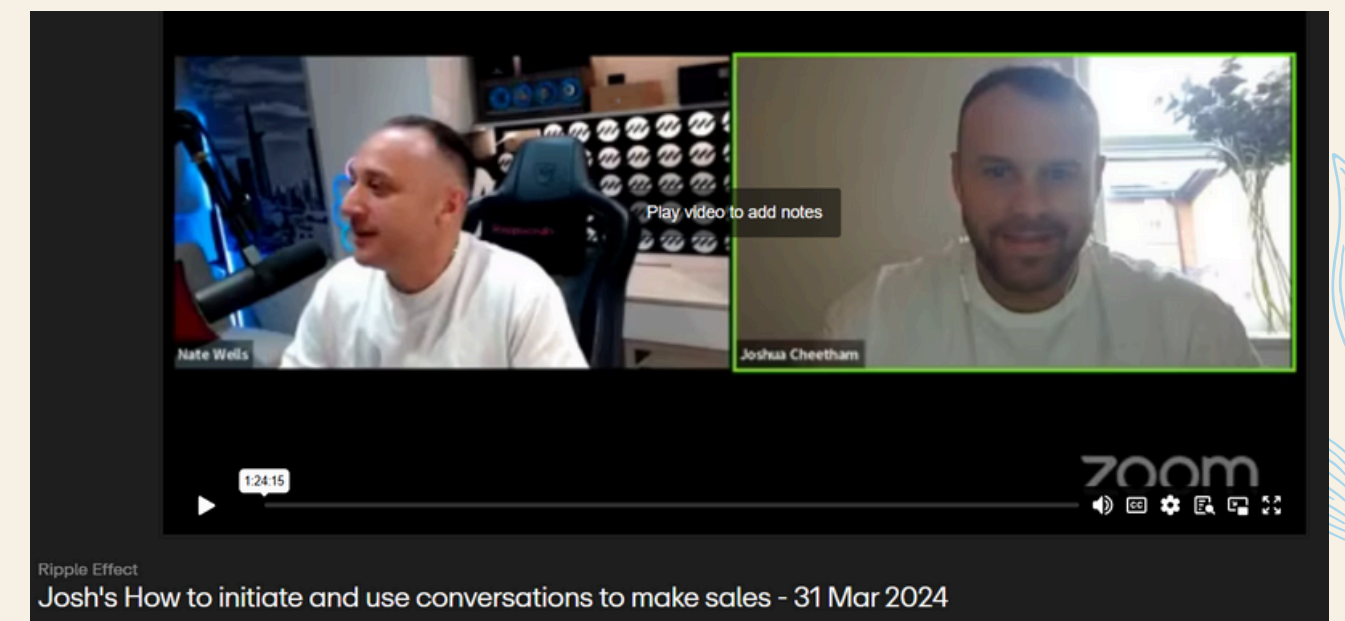 Play video to add notes
Nate Wells
Joshua Cheetham
zoom
1:24:15
CC
Ripple Effect
Josh's How to initiate and use conversations to make sales - 31 Mar 2024